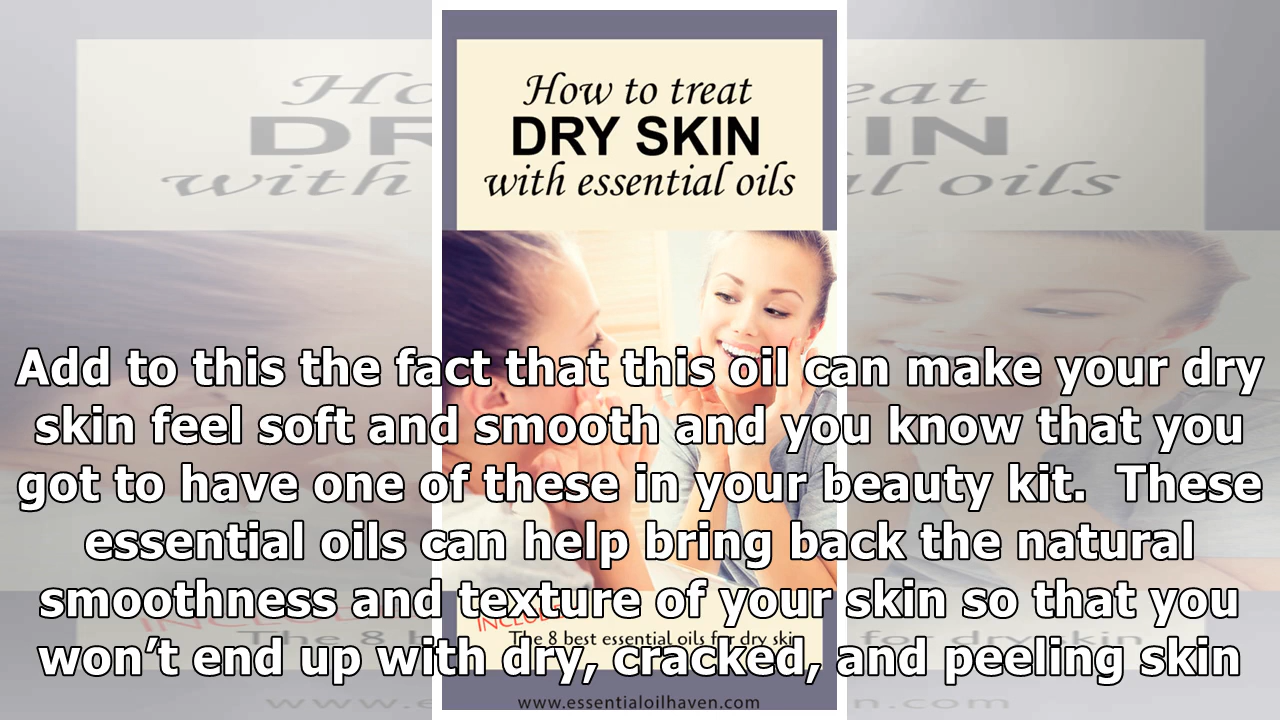 How to treat
DRY SKIN
with essential oils
Add to this the fact that this oil can make your dry
skin feel soft and smooth and you know that you
got to have one of these in your beauty kit.  These
essential oils can help bring back the natural
smoothness and texture of your skin so that you
The 8 best essential oils for dry skin
won’t end up with dry, cracked, and peeling skin
www.essentialoilhaven.com